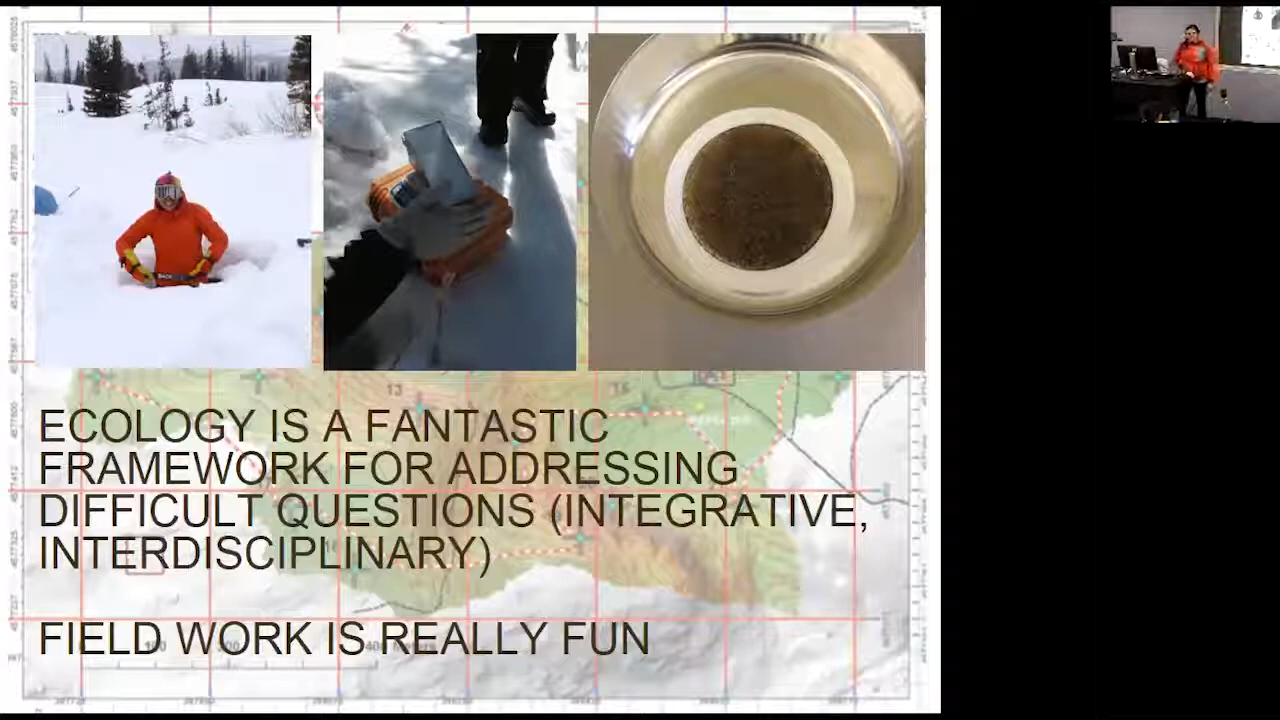 ECOLOGY IS A FANTASTIC
FRAMEWORK FOR ADDRESSING
DIFFICULT QUESTIONS (INTEGRATIVE,
INTERDISCIPLINARY)
FIELD WORK IS REALLY FUN